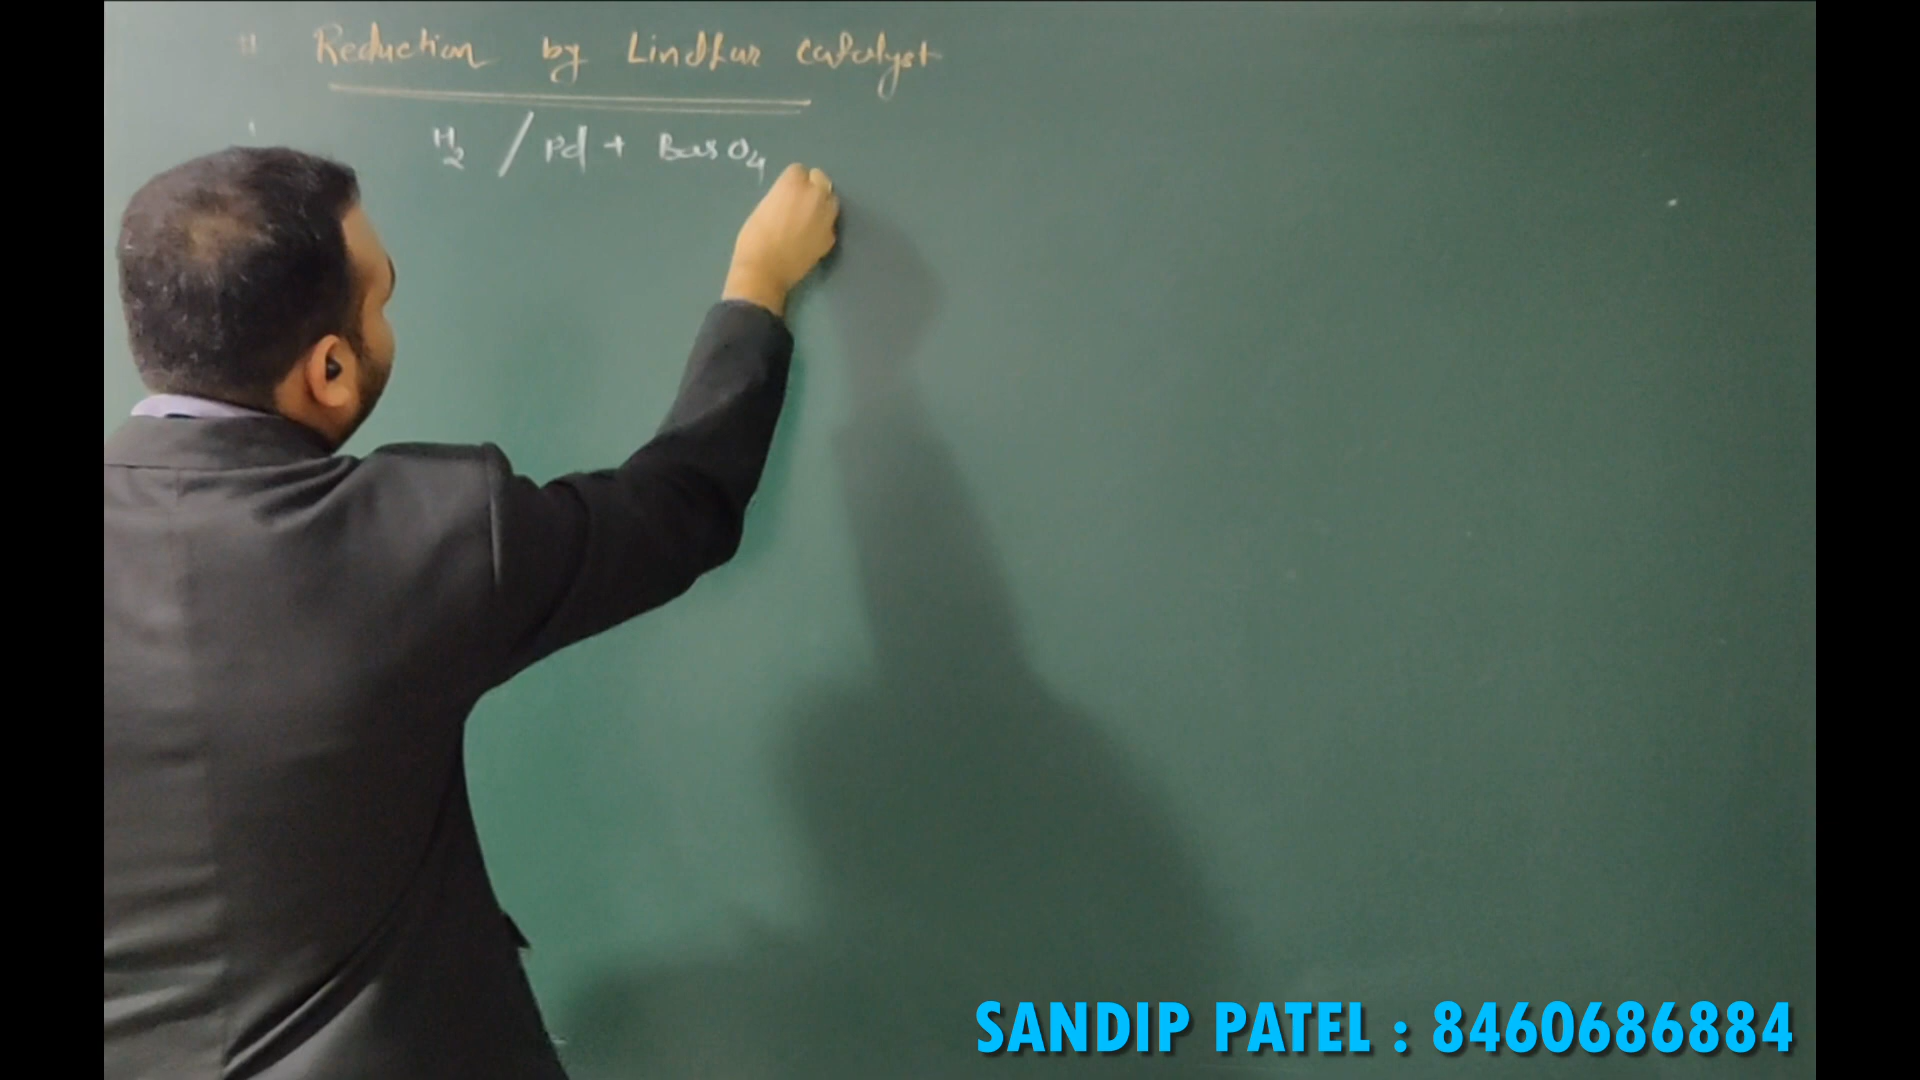 Reduction by Lindlar catalyst
H2 / Pd + BaSO4
SANDIP PATEL : 8460686884